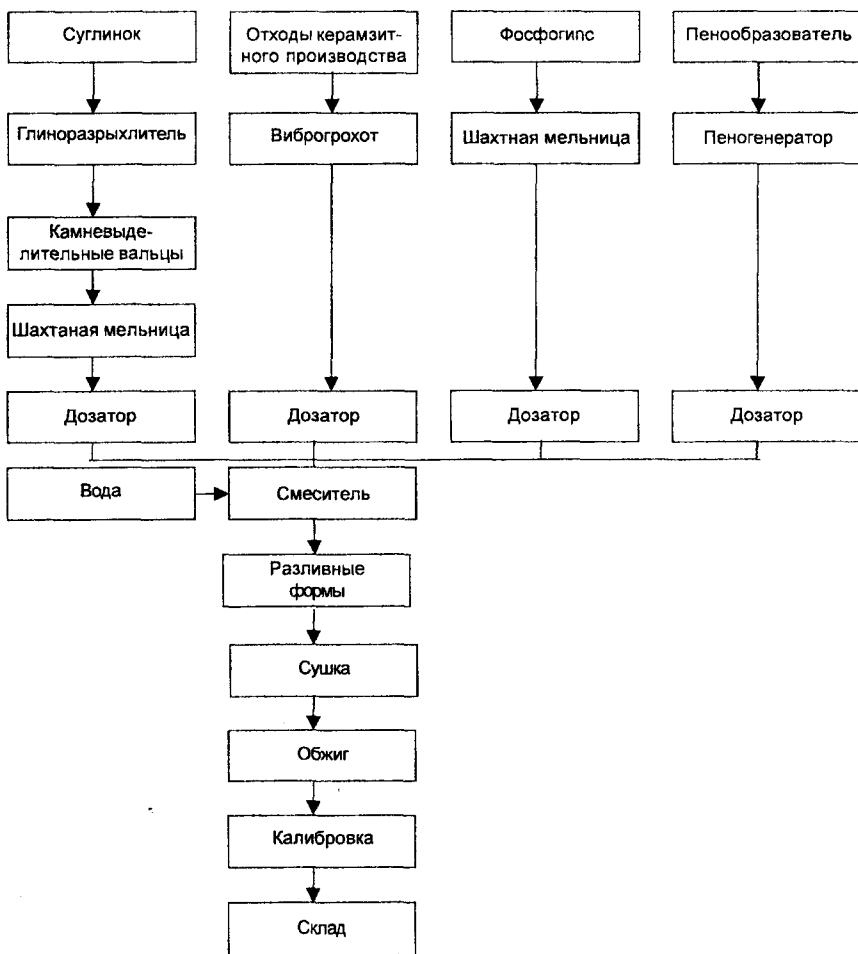 Суглинок
Отходы керамзит-
ного производства
Фосфогипс
Пенообразователь
Глиноразрыхлитель
Виброгрохот
Шахтная мельница
Пеногенератор
Камневыде-
лительные вальцы
Шахтаная мельница
Дозатор
Дозатор
Дозатор
Дозатор
Вода
Смеситель
Разливные
формы
Сушка
Обжиг
Калибровка
Склад